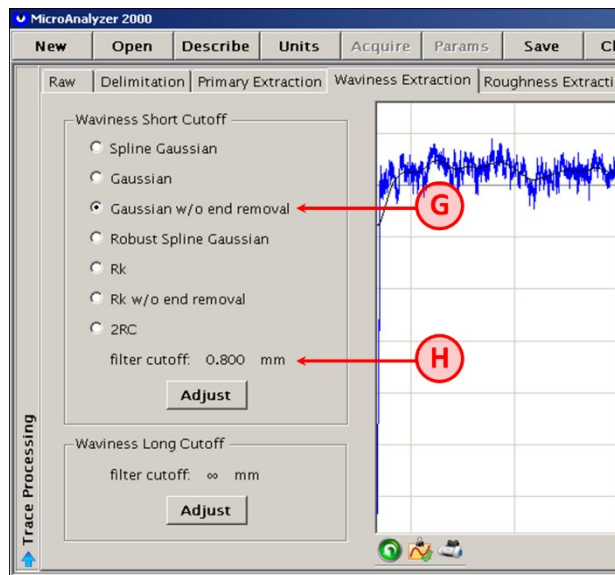 MicroAnalyzer 2000
New Open Describe Units Acquire Params Save
Raw Delimitation Primary Extraction Waviness Extraction Roughness
Waviness Short Cutoff
Spline Gaussian
Gaussian
Gaussian w/o end removal
G
Robust Spline Gaussian
Rk
Rk w/o end removal
2RC
filter cutoff: 0.800 mm
H
Adjust
Waviness Long Cutoff
filter cutoff: ∞ mm
Adjust
Trace Processing